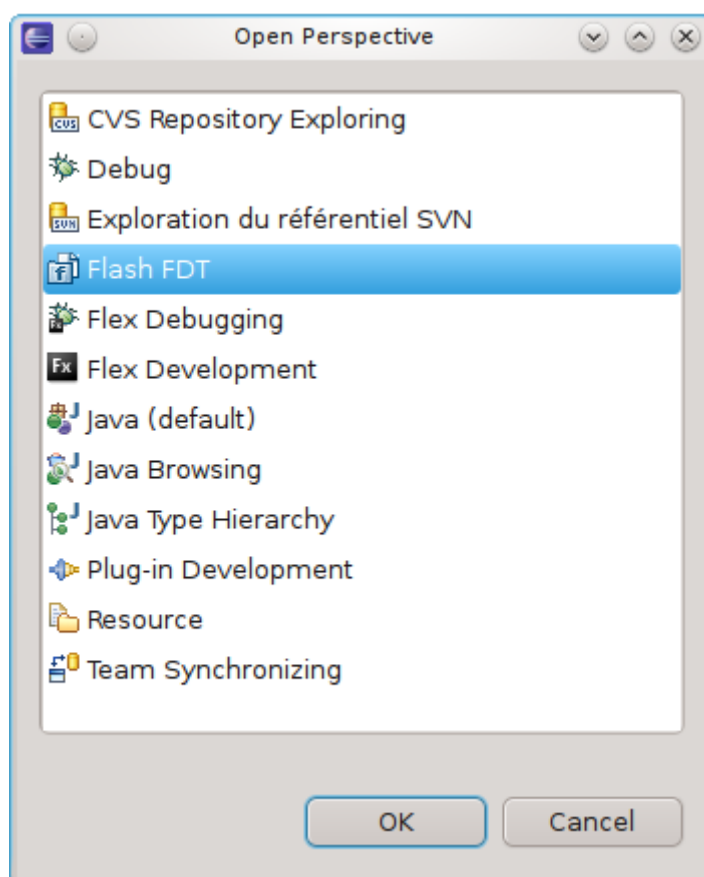 Open Perspective
CVS Repository Exploring
Debug
Exploration du référentiel SVN
Flash FDT
Flex Debugging
Fx Flex Development
Java (default)
Java Browsing
Java Type Hierarchy
Plug-in Development
Resource
Team Synchronizing
OK Cancel